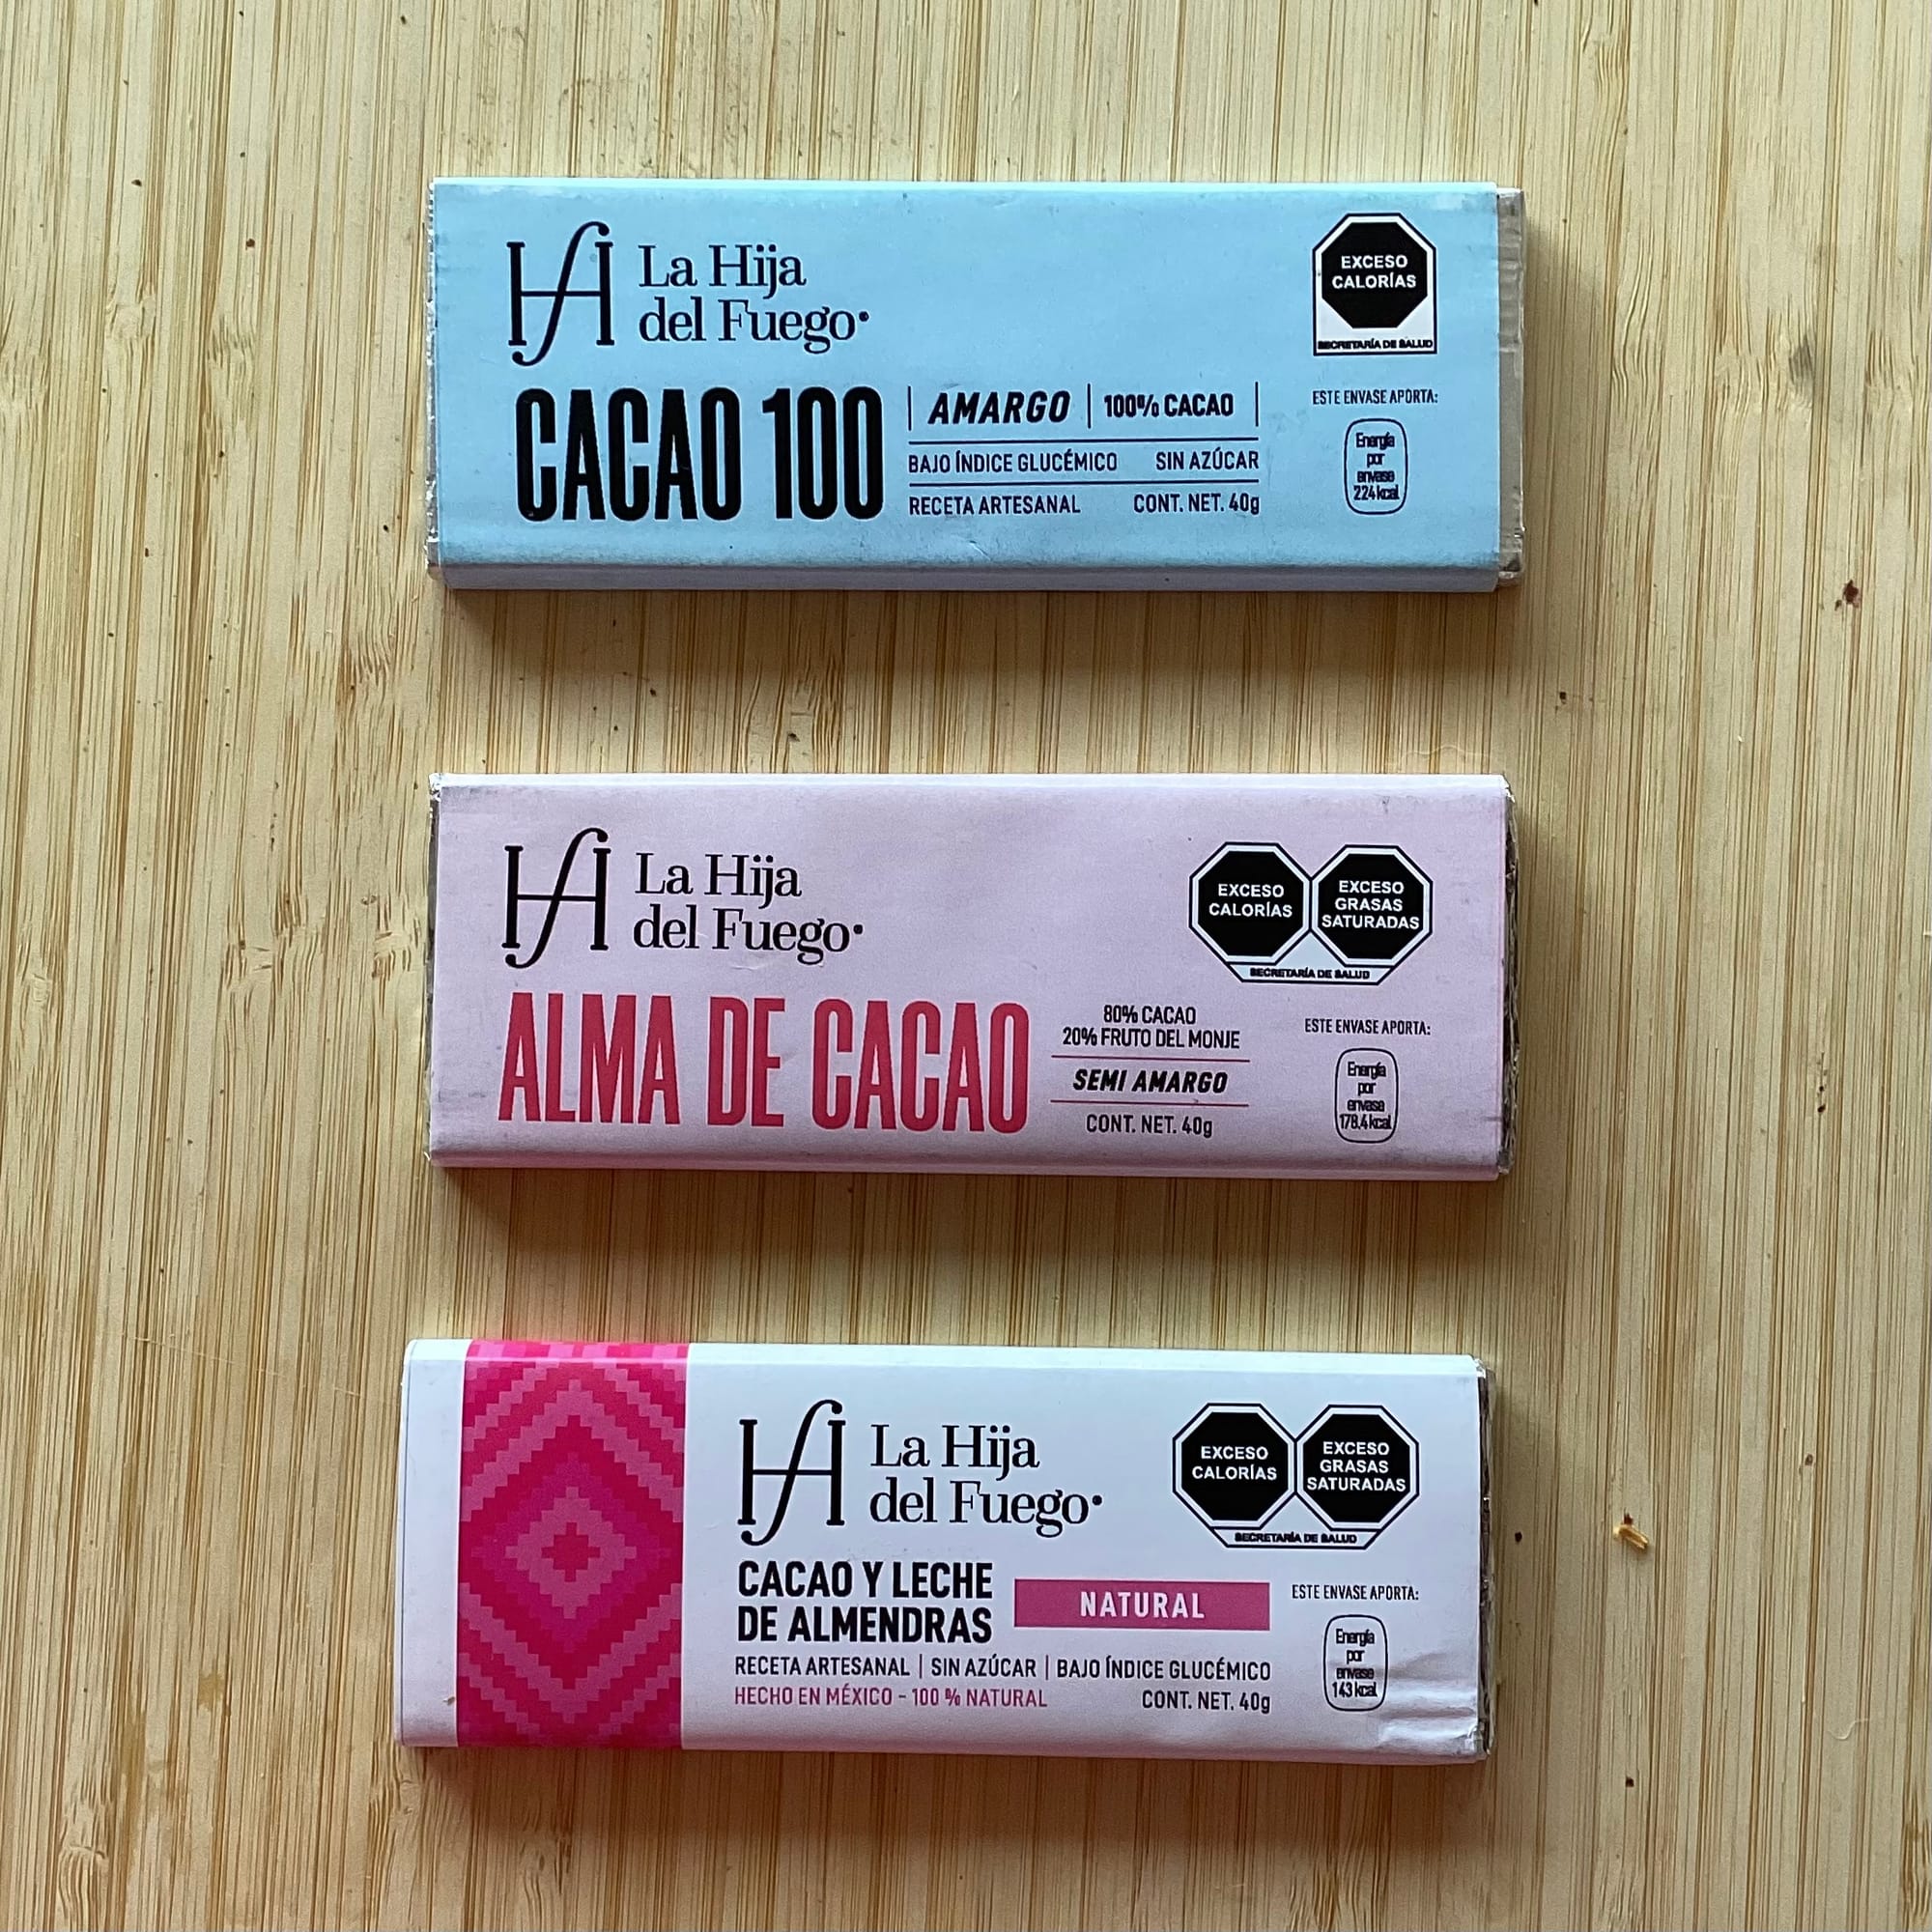 La Hija
del Fuego
CACAO 100
AMARGO | 100% CACAO
BAJO ÍNDICE GLUCÉMICO SIN AZÚCAR
RECETA ARTESANAL CONT. NET. 40g
EXCESO
CALORÍAS
SECRETARÍA DE SALUD
ESTE ENVASE APORTA:
Energía
por
envase
224 kcal
La Hija
del Fuego
ALMA DE CACAO
80% CACAO
20% FRUTO DEL MONJE
SEMI AMARGO
CONT. NET. 40g
EXCESO
CALORÍAS
EXCESO
GRASAS
SATURADAS
SECRETARÍA DE SALUD
ESTE ENVASE APORTA:
Energía
por
envase
178.4 kcal
La Hija
del Fuego
CACAO Y LECHE
DE ALMENDRAS
NATURAL
RECETA ARTESANAL | SIN AZÚCAR | BAJO ÍNDICE GLUCÉMICO
HECHO EN MÉXICO - 100 % NATURAL CONT. NET. 40g
EXCESO
CALORÍAS
EXCESO
GRASAS
SATURADAS
SECRETARÍA DE SALUD
ESTE ENVASE APORTA:
Energía
por
envase
143 kcal